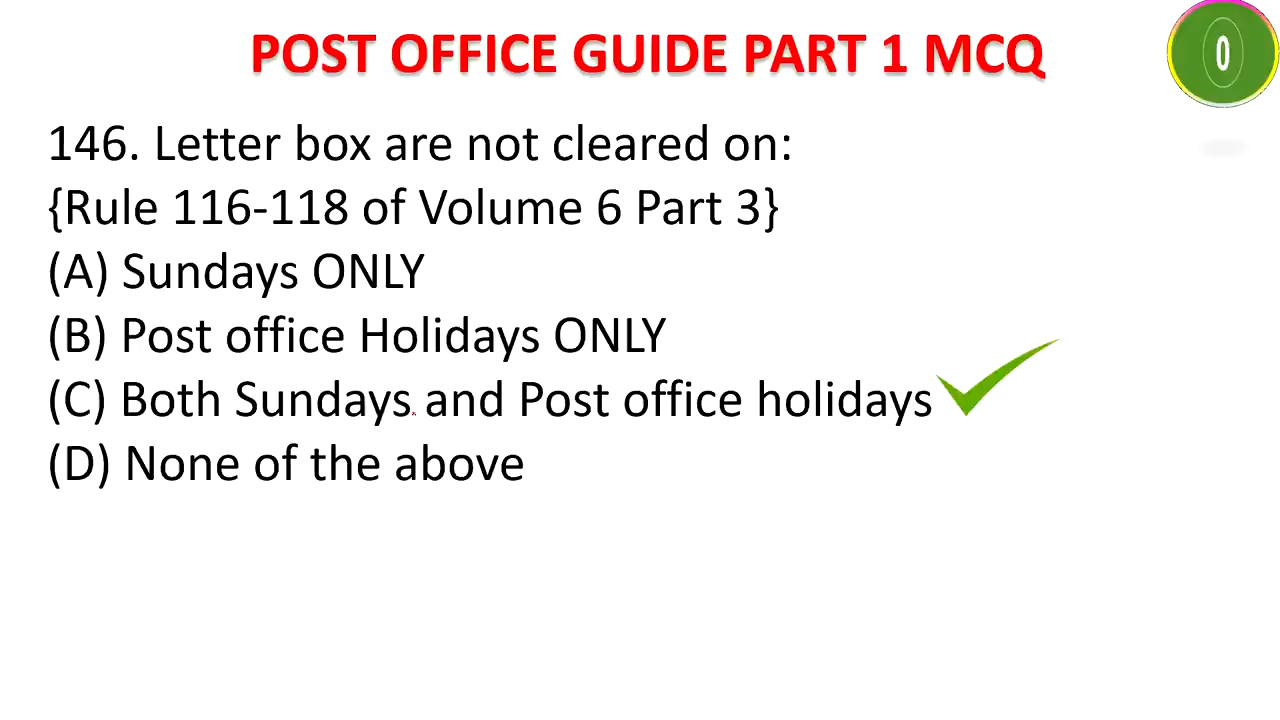 POST OFFICE GUIDE PART 1 MCQ
0
146. Letter box are not cleared on:
{Rule 116-118 of Volume 6 Part 3}
(A) Sundays ONLY
(B) Post office Holidays ONLY
(C) Both Sundays and Post office holidays
(D) None of the above